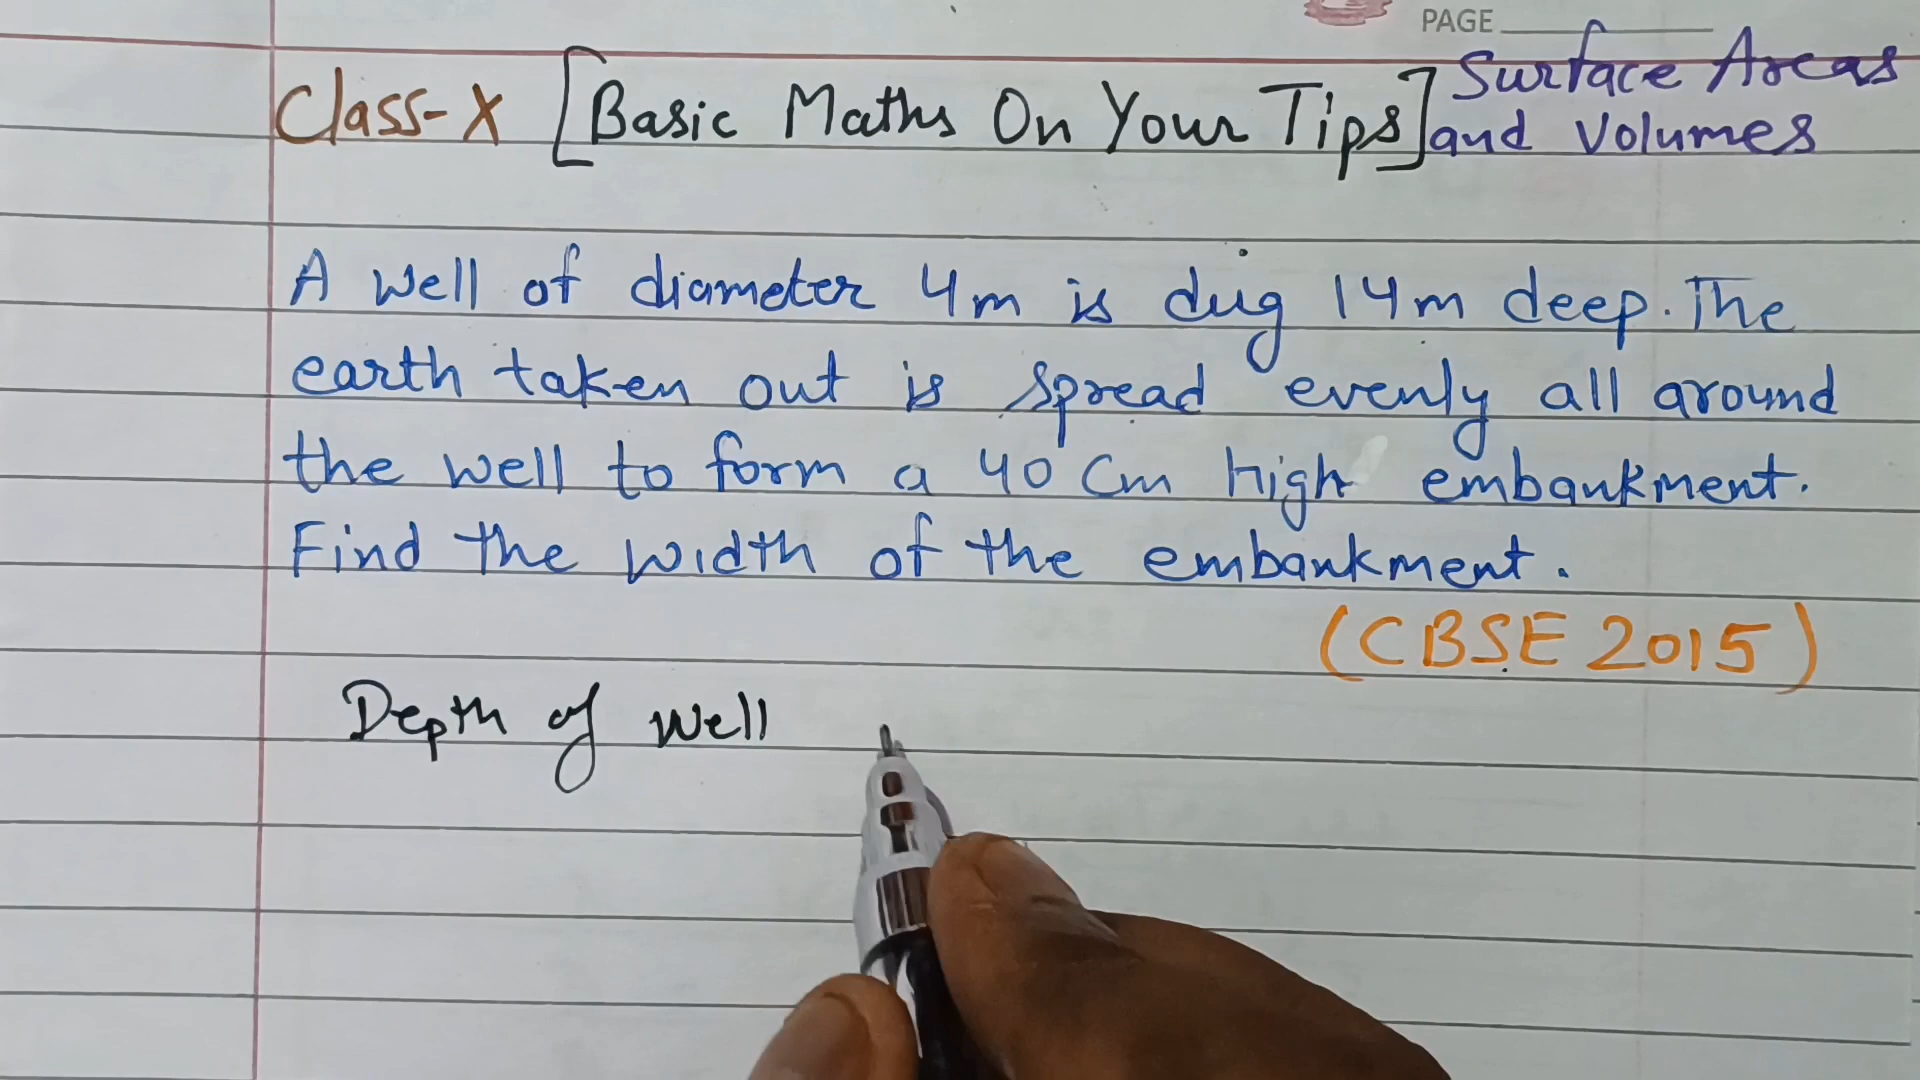 PAGE
Class-X [Basic Maths On Your Tips] Surface Areas
and Volumes
A well of diameter 4m is dug 14m deep. The
earth taken out is spread evenly all around
the well to form a 40 cm high embankment.
Find the width of the embankment.
(CBSE 2015)
Depth of well